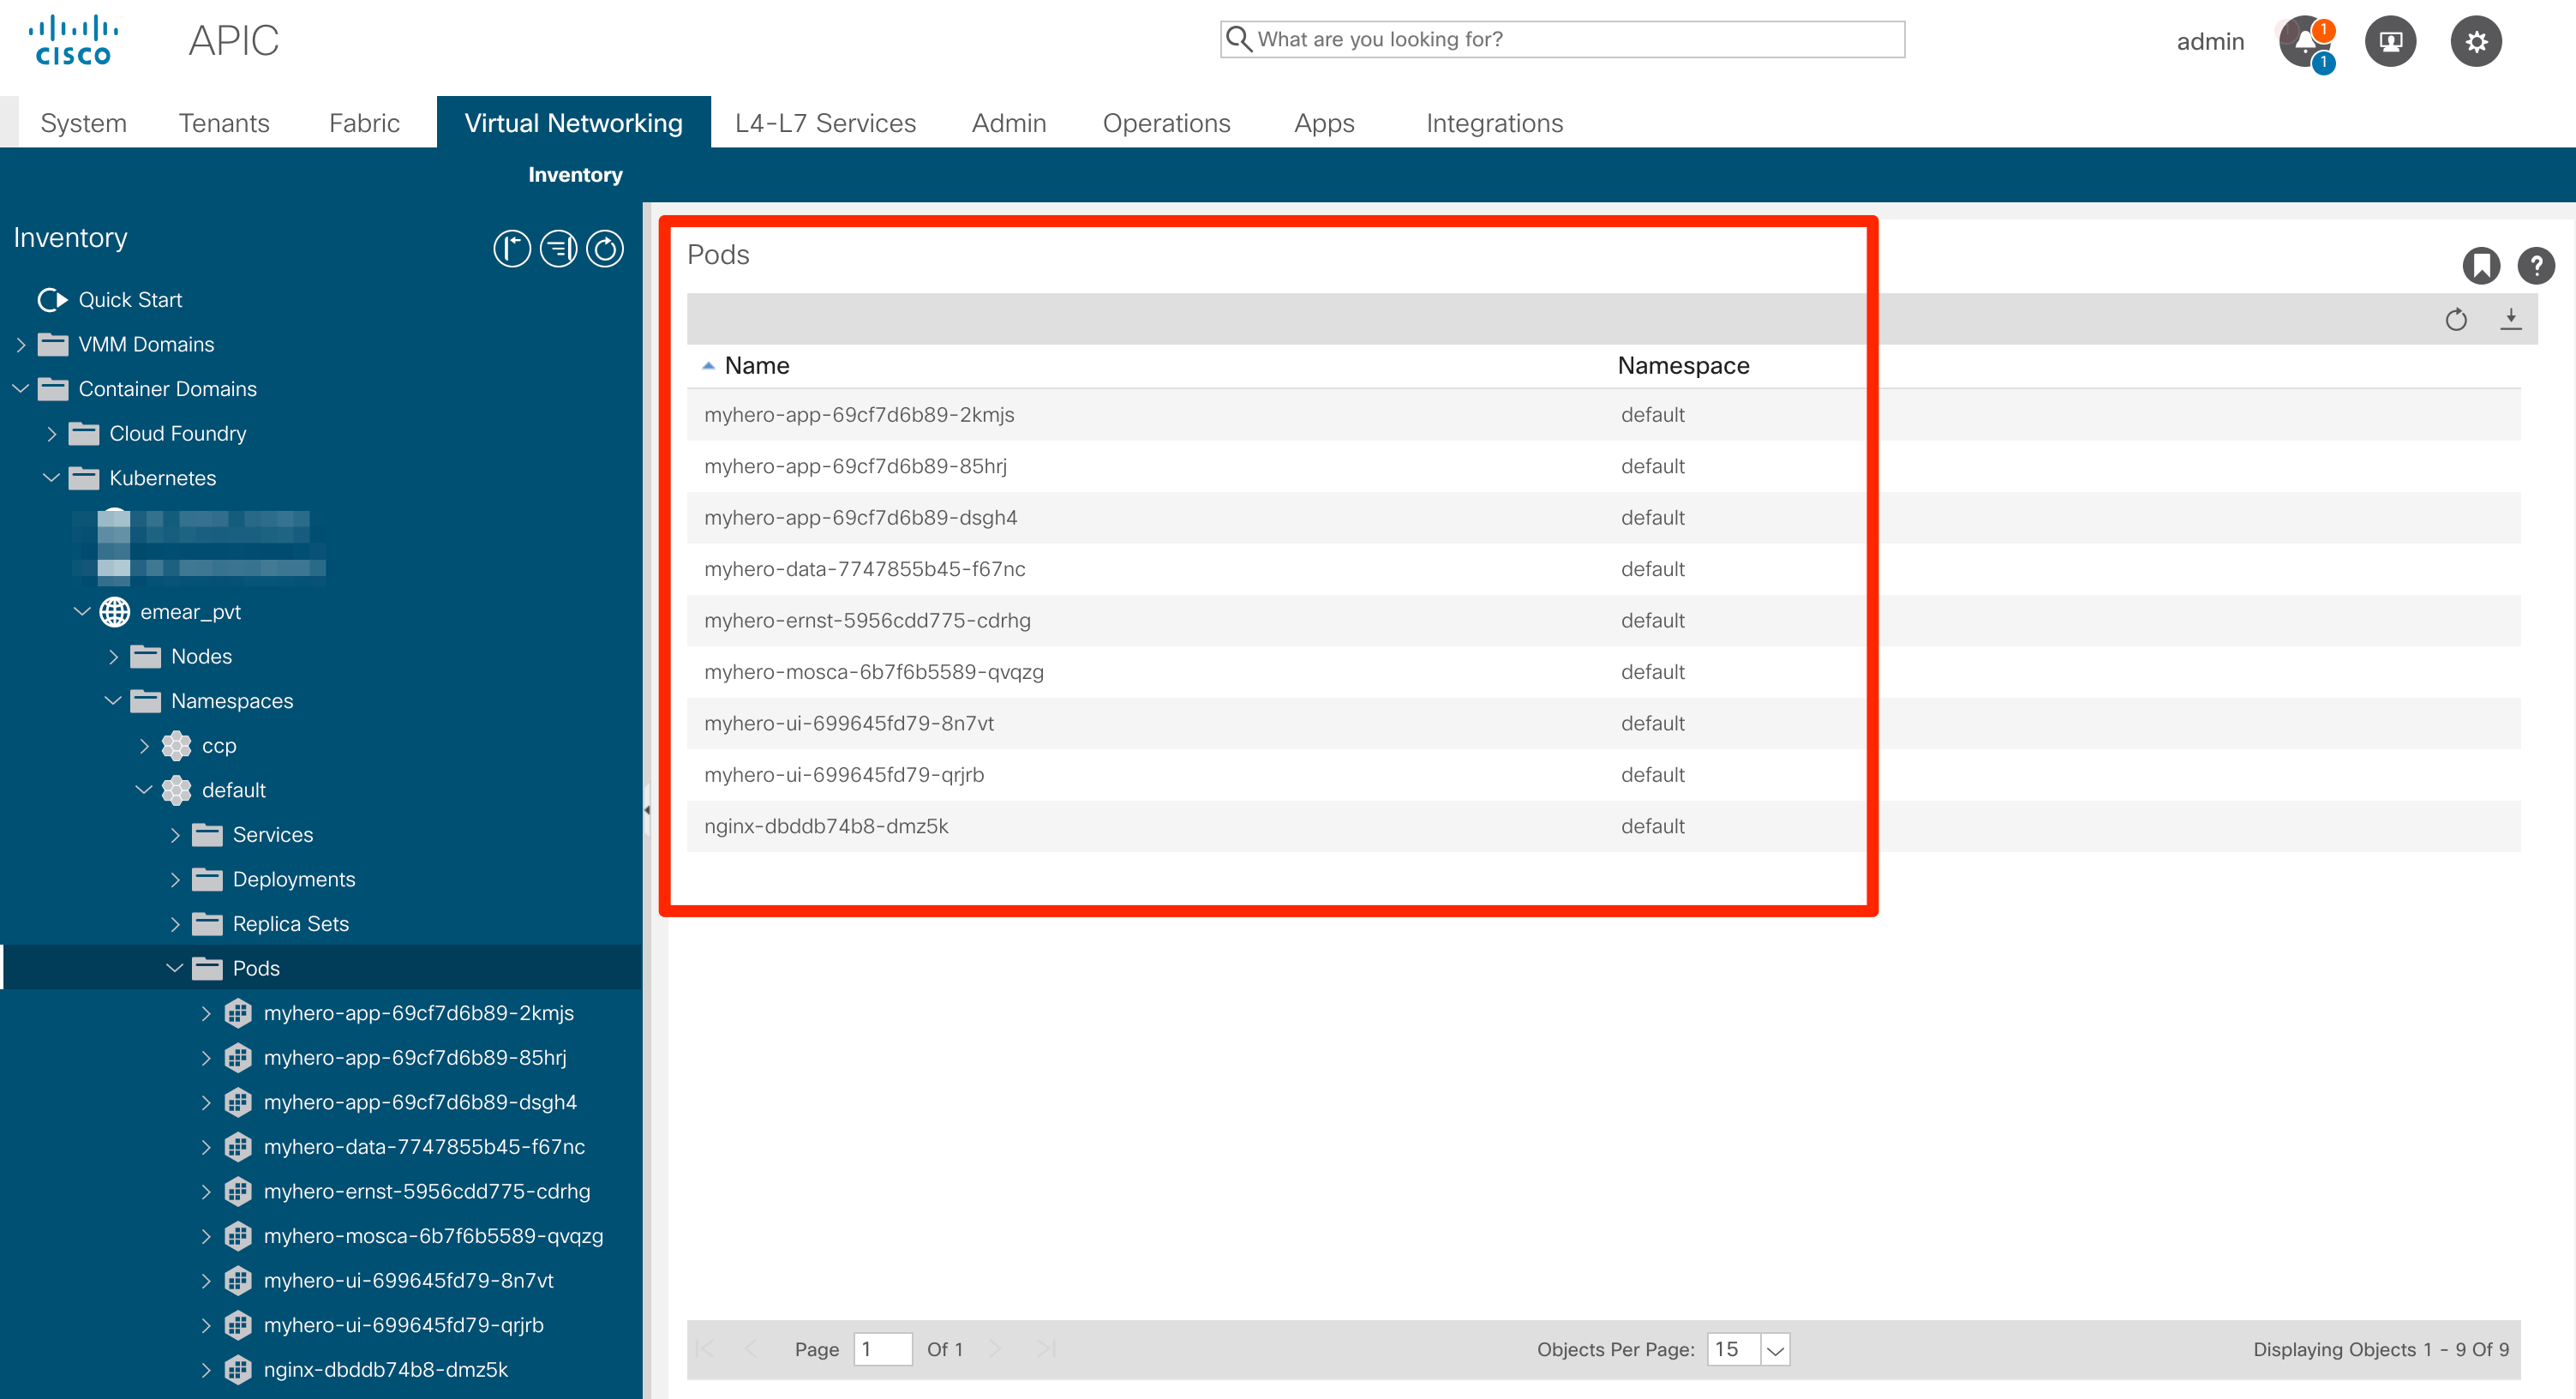 CISCO APIC What are you looking for? admin 1 1
System Tenants Fabric Virtual Networking L4-L7 Services Admin Operations Apps Integrations
Inventory
Inventory
Quick Start
VMM Domains
Container Domains
Cloud Foundry
Kubernetes
emear_pvt
Nodes
Namespaces
ccp
default
Services
Deployments
Replica Sets
Pods
myhero-app-69cf7d6b89-2kmjs
myhero-app-69cf7d6b89-85hrj
myhero-app-69cf7d6b89-dsgh4
myhero-data-7747855b45-f67nc
myhero-ernst-5956cdd775-cdrhg
myhero-mosca-6b7f6b5589-qvqzg
myhero-ui-699645fd79-8n7vt
myhero-ui-699645fd79-qrjrb
nginx-dbddb74b8-dmz5k
Pods
Name Namespace
myhero-app-69cf7d6b89-2kmjs default
myhero-app-69cf7d6b89-85hrj default
myhero-app-69cf7d6b89-dsgh4 default
myhero-data-7747855b45-f67nc default
myhero-ernst-5956cdd775-cdrhg default
myhero-mosca-6b7f6b5589-qvqzg default
myhero-ui-699645fd79-8n7vt default
myhero-ui-699645fd79-qrjrb default
nginx-dbddb74b8-dmz5k default
Page 1 Of 1 Objects Per Page: 15 Displaying Objects 1 - 9 Of 9